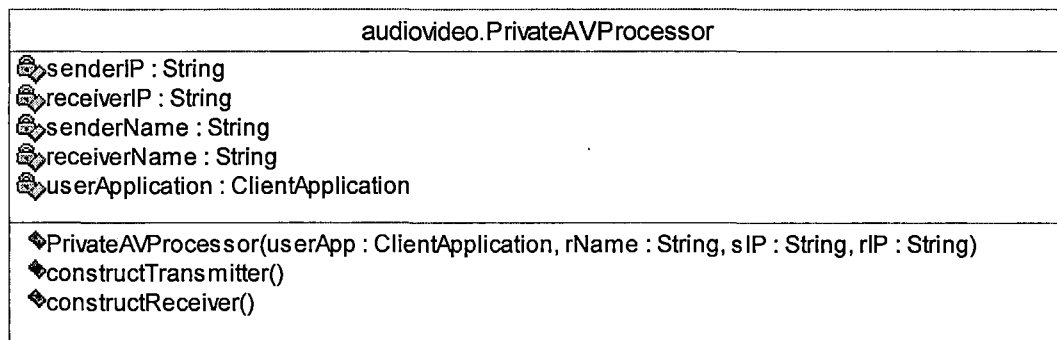 audiovideo.PrivateAVProcessor
senderIP : String
receiverIP : String
senderName : String
receiverName : String
userApplication : ClientApplication
PrivateAVProcessor(userApp : ClientApplication, rName : String, sIP : String, rIP : String)
constructTransmitter()
constructReceiver()